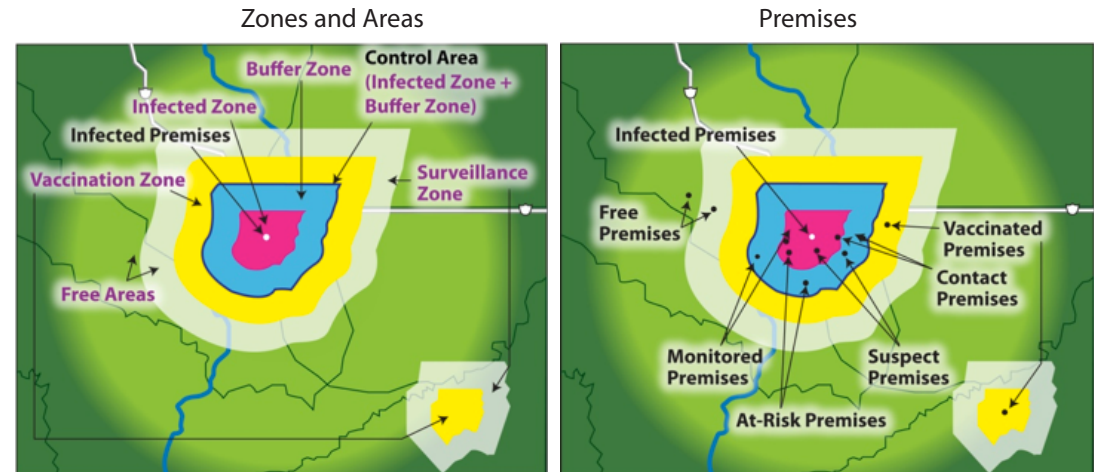 Zones and Areas
Buffer Zone
Control Area
(Infected Zone +
Buffer Zone)
Infected Zone
Infected Premises
Vaccination Zone
Surveillance
Zone
Free Areas
Premises
Infected Premises
Free
Premises
Vaccinated
Premises
Contact
Premises
Monitored
Premises
Suspect
Premises
At-Risk Premises